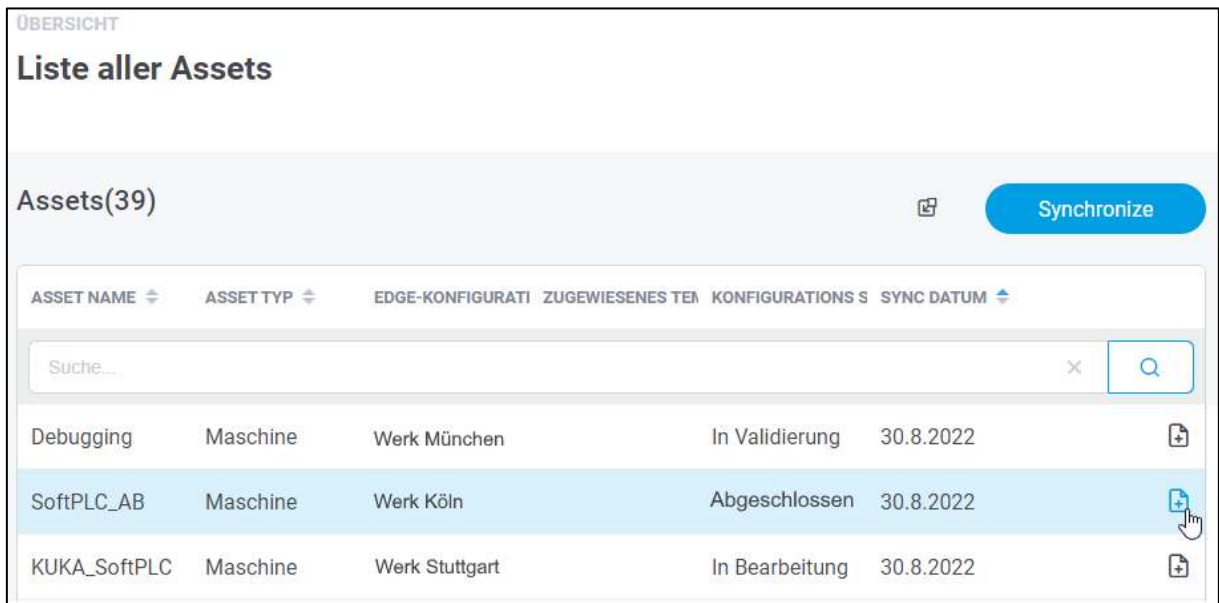 ÜBERSICHT
Liste aller Assets
Assets(39)
Synchronize
ASSET NAME ASSET TYP EDGE-KONFIGURATI ZUGEWIESENES TEM KONFIGURATIONS S SYNC DATUM
Suche...
Debugging Maschine Werk München In Validierung 30.8.2022
SoftPLC_AB Maschine Werk Köln Abgeschlossen 30.8.2022
KUKA_SoftPLC Maschine Werk Stuttgart In Bearbeitung 30.8.2022